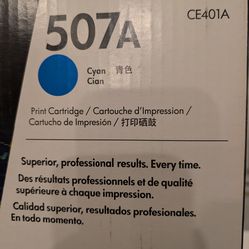 507A
CE401A
Cyan 青色
Cian
Print Cartridge / Cartouche d'Impression /
Cartucho de Impresión / 打印硒鼓
Superior, professional results. Every time.
Des résultats professionnels et de qualité
supérieure à chaque impression.
Calidad superior, resultados profesionales.
En todo momento.